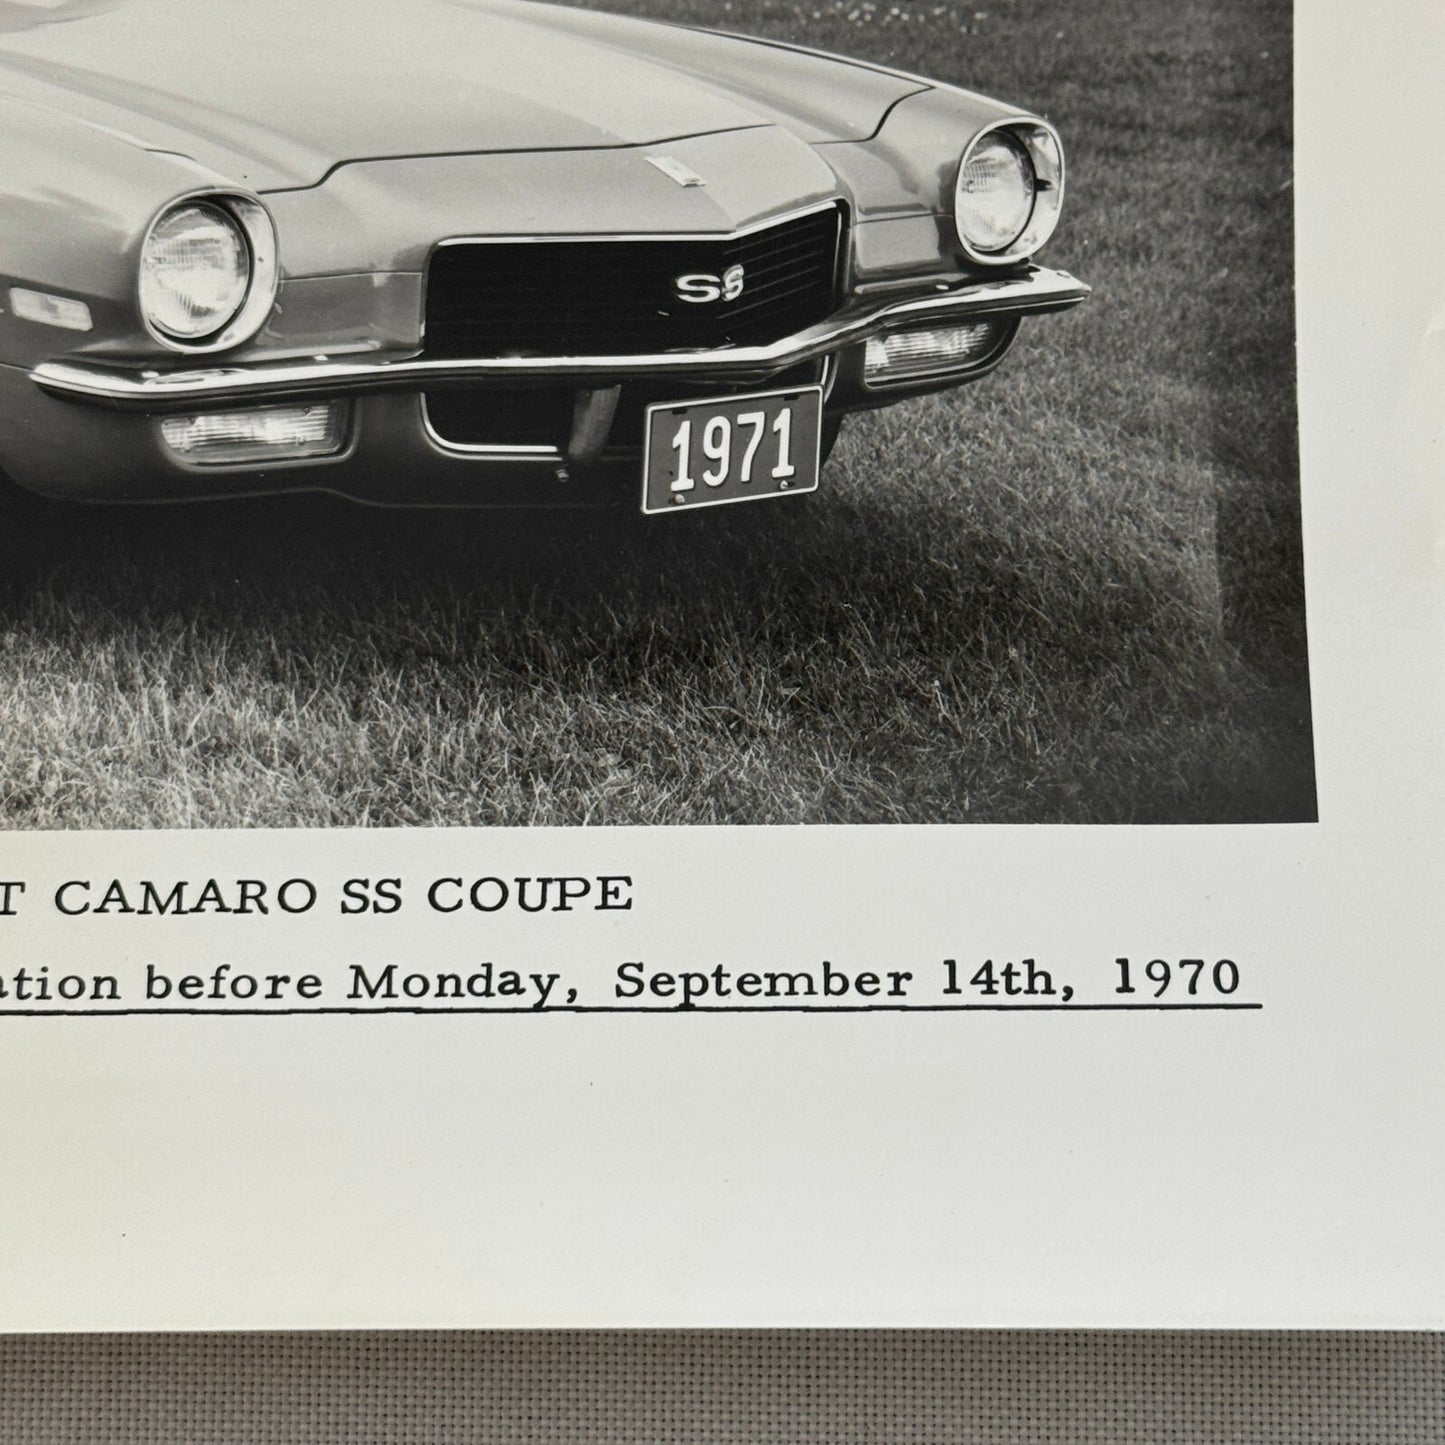 SS
1971
T CAMARO SS COUPE
ation before Monday, September 14th, 1970